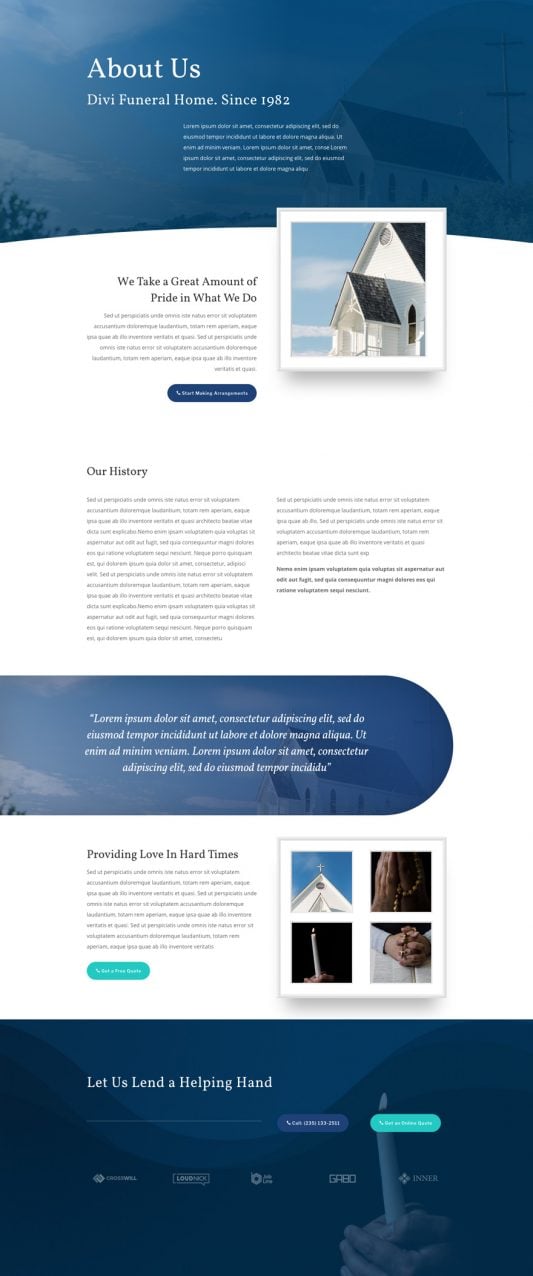 About Us
Divi Funeral Home. Since 1982
Lorem ipsum dolor sit amet, consectetur adipiscing elit, sed do
eiusmod tempor incididunt ut labore et dolore magna aliqua. Ut
enim ad minim veniam. Lorem ipsum dolor sit amet, conse Lorem
ipsum dolor sit amet, consectetur adipiscing elit, sed do eiusmod
tempor incididunt ut labore et dolore magna aliqu
We Take a Great Amount of
Pride in What We Do
Sed ut perspiciatis unde omnis iste natus error sit voluptatem
accusantium doloremque laudantium, totam rem aperiam, eaque
ipsa quae ab illo inventore veritatis et quasi. Sed ut perspiciatis unde
omnis iste natus error sit voluptatem accusantium doloremque
laudantium, totam rem aperiam, eaque ipsa quae ab illo inventore
veritatis et quasi.
Start Making Arrangements
Our History
Sed ut perspiciatis unde omnis iste natus error sit voluptatem
accusantium doloremque laudantium, totam rem aperiam, eaque
ipsa quae ab illo inventore veritatis et quasi architecto beatae vitae
dicta sunt explicabo.Nemo enim ipsam voluptatem quia voluptas sit
aspernatur aut odit aut fugit, sed quia consequuntur magni dolores
eos qui ratione voluptatem sequi nesciunt. Neque porro quisquam
est, qui dolorem ipsum quia dolor sit amet, consectetur, adipisci
velit. Sed ut perspiciatis unde omnis iste natus error sit voluptatem
accusantium doloremque laudantium, totam rem aperiam, eaque
ipsa quae ab illo inventore veritatis et quasi architecto beatae vitae
dicta sunt explicabo.Nemo enim ipsam voluptatem quia voluptas sit
aspernatur aut odit aut fugit, sed quia consequuntur magni dolores
eos qui ratione voluptatem sequi nesciunt. Neque porro quisquam
est, qui dolorem ipsum quia dolor sit amet, consectetu
Sed ut perspiciatis unde omnis iste natus error sit voluptatem
accusantium doloremque laudantium, totam rem aperiam, eaque
ipsa quae ab illo. Sed ut perspiciatis unde omnis iste natus error sit
voluptatem accusantium doloremque laudantium, totam rem
aperiam, eaque ipsa quae ab illo inventore veritatis et quasi
architecto beatae vitae dicta sunt exp
Nemo enim ipsam voluptatem quia voluptas sit aspernatur aut
odit aut fugit, sed quia consequuntur magni dolores eos qui
ratione voluptatem sequi nesciunt.
“Lorem ipsum dolor sit amet, consectetur adipiscing elit, sed do
eiusmod tempor incididunt ut labore et dolore magna aliqua. Ut
enim ad minim veniam. Lorem ipsum dolor sit amet, consectetur
adipiscing elit, sed do eiusmod tempor incididu”
Providing Love In Hard Times
Sed ut perspiciatis unde omnis iste natus error sit voluptatem
accusantium doloremque laudantium, totam rem aperiam, eaque
ipsa quae ab illo inventore veritatis et quasi. Sed ut perspiciatis unde
omnis iste natus error sit voluptatem accusantium doloremque
laudantium. totam rem aperiam, eaque ipsa quae ab illo inventore
veritatis et quasi. Sed ut perspiciatis unde omnis iste natus error sit
voluptatem accusantium doloremque laudantium, totam rem
aperiam, eaque ipsa quae ab illo inventore veritatis
Get a Free Quote
Let Us Lend a Helping Hand
Call: (235) 133-2511
Get an Online Quote
CROSSWILL
LOUDNICK
GABO
INNER